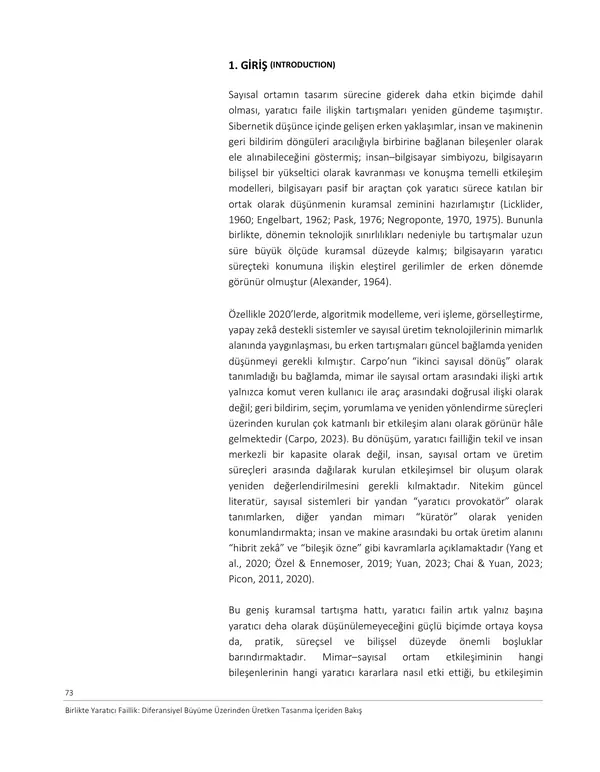 1. GİRİŞ (INTRODUCTION)
Sayısal ortamın tasarım sürecine giderek daha etkin biçimde dahil
olması, yaratıcı faile ilişkin tartışmaları yeniden gündeme taşımıştır.
Sibernetik düşünce içinde gelişen erken yaklaşımlar, insan ve makinenin
geri bildirim döngüleri aracılığıyla birbirine bağlanan bileşenler olarak
ele alınabileceğini göstermiş; insan–bilgisayar simbiyozu, bilgisayarın
bilişsel bir yükseltici olarak kavranması ve konuşma temelli etkileşim
modelleri, bilgisayarı pasif bir araçtan çok yaratıcı sürece katılan bir
ortak olarak düşünmenin kuramsal zeminini hazırlamıştır (Licklider,
1960; Engelbart, 1962; Pask, 1976; Negroponte, 1970, 1975). Bununla
birlikte, dönemin teknolojik sınırlılıkları nedeniyle bu tartışmalar uzun
süre büyük ölçüde kuramsal düzeyde kalmış; bilgisayarın yaratıcı
süreçteki konumuna ilişkin eleştirel gerilimler de erken dönemde
görünür olmuştur (Alexander, 1964).
Özellikle 2020’lerde, algoritmik modelleme, veri işleme, görselleştirme,
yapay zekâ destekli sistemler ve sayısal üretim teknolojilerinin mimarlık
alanında yaygınlaşması, bu erken tartışmaları güncel bağlamda yeniden
düşünmeyi gerekli kılmıştır. Carpo’nun “ikinci sayısal dönüş” olarak
tanımladığı bu bağlamda, mimar ile sayısal ortam arasındaki ilişki artık
yalnızca komut veren kullanıcı ile araç arasındaki doğrusal ilişki olarak
değil; geri bildirim, seçim, yorumlama ve yeniden yönlendirme süreçleri
üzerinden kurulan çok katmanlı bir etkileşim alanı olarak görünür hâle
gelmektedir (Carpo, 2023). Bu dönüşüm, yaratıcı failliğin tekil ve insan
merkezli bir kapasite olarak değil, insan, sayısal ortam ve üretim
süreçleri arasında dağılarak kurulan etkileşimsel bir oluşum olarak
yeniden değerlendirilmesini gerekli kılmaktadır. Nitekim güncel
literatür, sayısal sistemleri bir yandan “yaratıcı provokatör” olarak
tanımlarken, diğer yandan mimarı “küratör” olarak yeniden
konumlandırmakta; insan ve makine arasındaki bu ortak üretim alanını
“hibrit zekâ” ve “bileşik özne” gibi kavramlarla açıklamaktadır (Yang et
al., 2020; Özel & Ennemoser, 2019; Yuan, 2023; Chai & Yuan, 2023;
Picon, 2011, 2020).
Bu geniş kuramsal tartışma hattı, yaratıcı failin artık yalnız başına
yaratıcı deha olarak düşünülemeyeceğini güçlü biçimde ortaya koysa
da, pratik, süreçsel ve bilişsel düzeyde önemli boşluklar
barındırmaktadır. Mimar–sayısal ortam etkileşiminin hangi
bileşenlerinin hangi yaratıcı kararlara nasıl etki ettiği, bu etkileşimin
73
Birlikte Yaratıcı Faillik: Diferansiyel Büyüme Üzerinden Üretken Tasarıma İçeriden Bakış